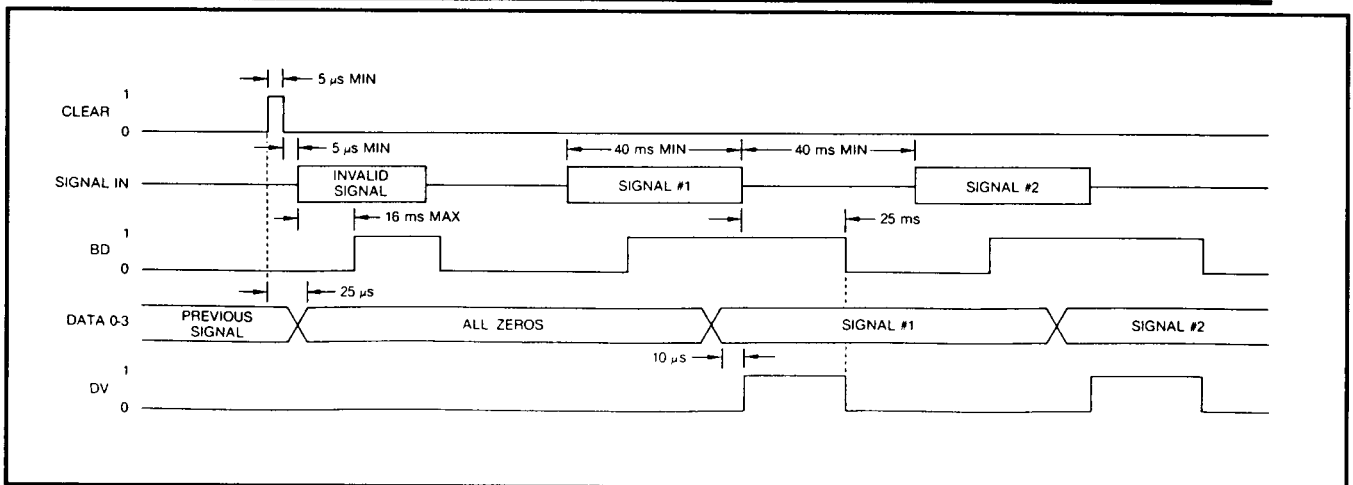 5 μs MIN
CLEAR 1
0
5 μs MIN
40 ms MIN 40 ms MIN
SIGNAL IN
INVALID
SIGNAL
SIGNAL #1
SIGNAL #2
16 ms MAX
25 ms
BD 1
0
25 μs
DATA 0-3
PREVIOUS
SIGNAL
ALL ZEROS
SIGNAL #1
SIGNAL #2
10 μs
DV 1
0